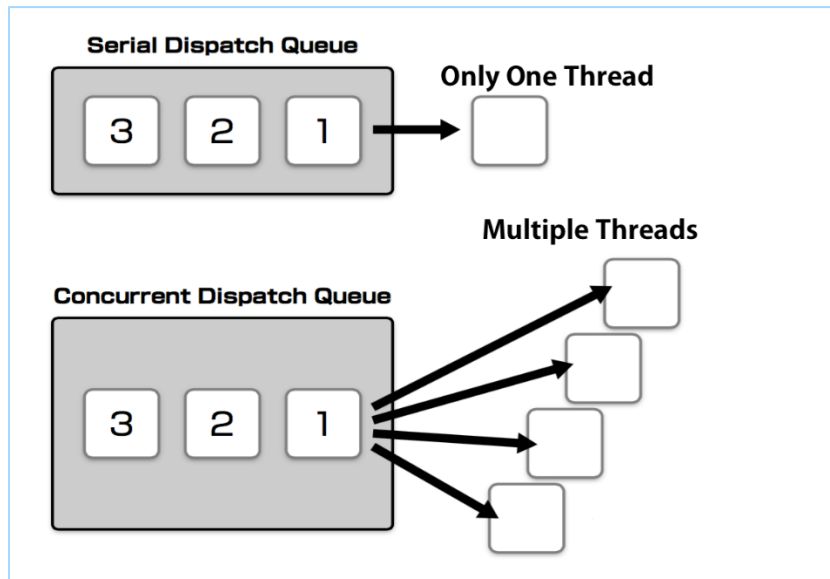 Serial Dispatch Queue
Only One Thread
3 2 1
Multiple Threads
Concurrent Dispatch Queue
3 2 1